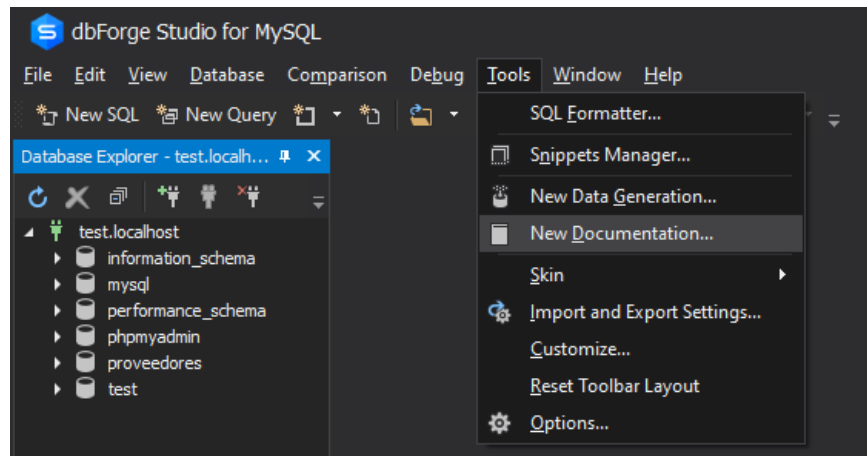 dbForge Studio for MySQL
File Edit View Database Comparison Debug Tools Window Help
New SQL New Query
Database Explorer - test.localh...
test.localhost
information_schema
mysql
performance_schema
phpmyadmin
proveedores
test
SQL Formatter...
Snippets Manager...
New Data Generation...
New Documentation...
Skin
Import and Export Settings...
Customize...
Reset Toolbar Layout
Options...